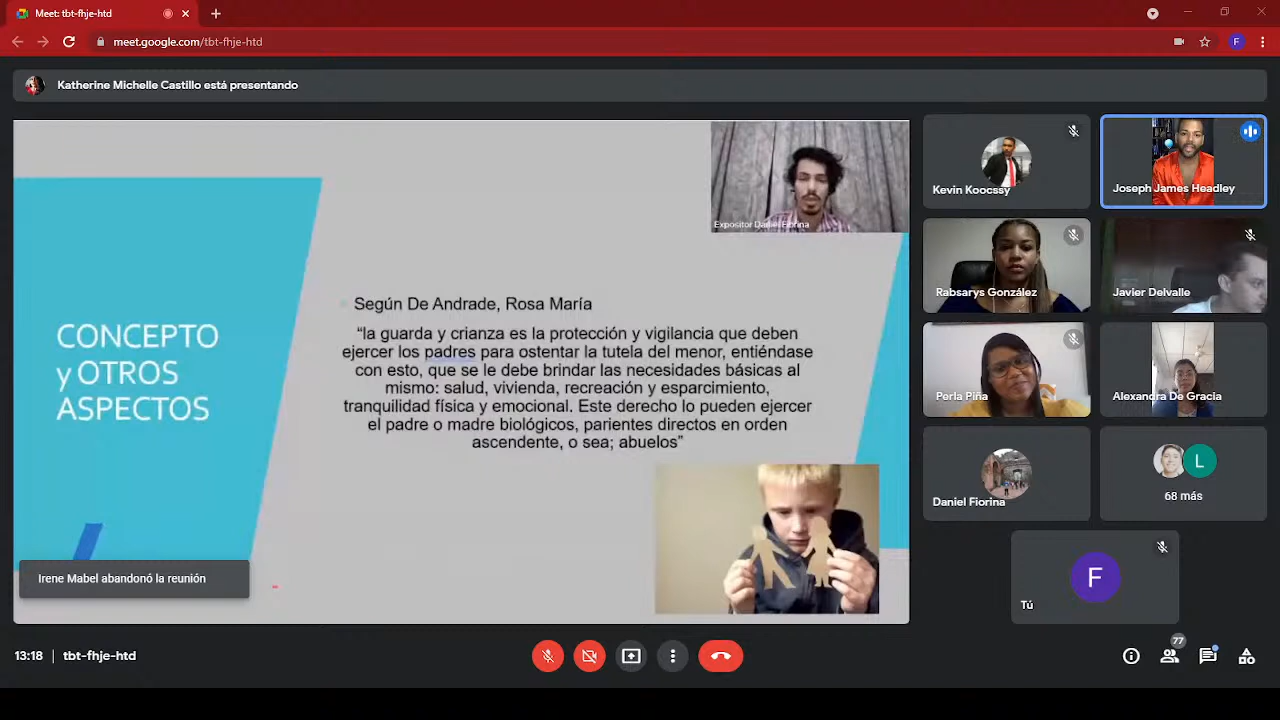 Meet: tbt-fhje-htd
meet.google.com/tbt-fhje-htd
F
Katherine Michelle Castillo está presentando
CONCEPTO
y OTROS
ASPECTOS
Expositor Daniel Fiorina
Según De Andrade, Rosa María
“la guarda y crianza es la protección y vigilancia que deben
ejercer los padres para ostentar la tutela del menor, entiéndase
con esto, que se le debe brindar las necesidades básicas al
mismo: salud, vivienda, recreación y esparcimiento,
tranquilidad física y emocional. Este derecho lo pueden ejercer
el padre o madre biológicos, parientes directos en orden
ascendente, o sea; abuelos”
Irene Mabel abandonó la reunión
Kevin Koocssy
Joseph James Headley
Rabsarys González
Javier Delvalle
Perla Piña
Alexandra De Gracia
Daniel Fiorina
L
68 más
F
Tú
13:18 | tbt-fhje-htd
77